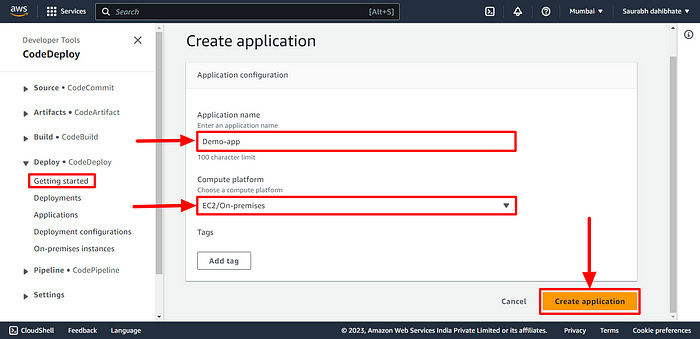 aws
Services
Search
[Alt+S]
Mumbai
Saurabh dahibhate
Developer Tools
CodeDeploy
Source • CodeCommit
Artifacts • CodeArtifact
Build • CodeBuild
Deploy • CodeDeploy
Getting started
Deployments
Applications
Deployment configurations
On-premises instances
Pipeline • CodePipeline
Settings
Create application
Application configuration
Application name
Enter an application name
Demo-app
100 character limit
Compute platform
Choose a compute platform
EC2/On-premises
Tags
Add tag
Cancel
Create application
CloudShell
Feedback
Language
© 2023, Amazon Web Services India Private Limited or its affiliates.
Privacy
Terms
Cookie preferences